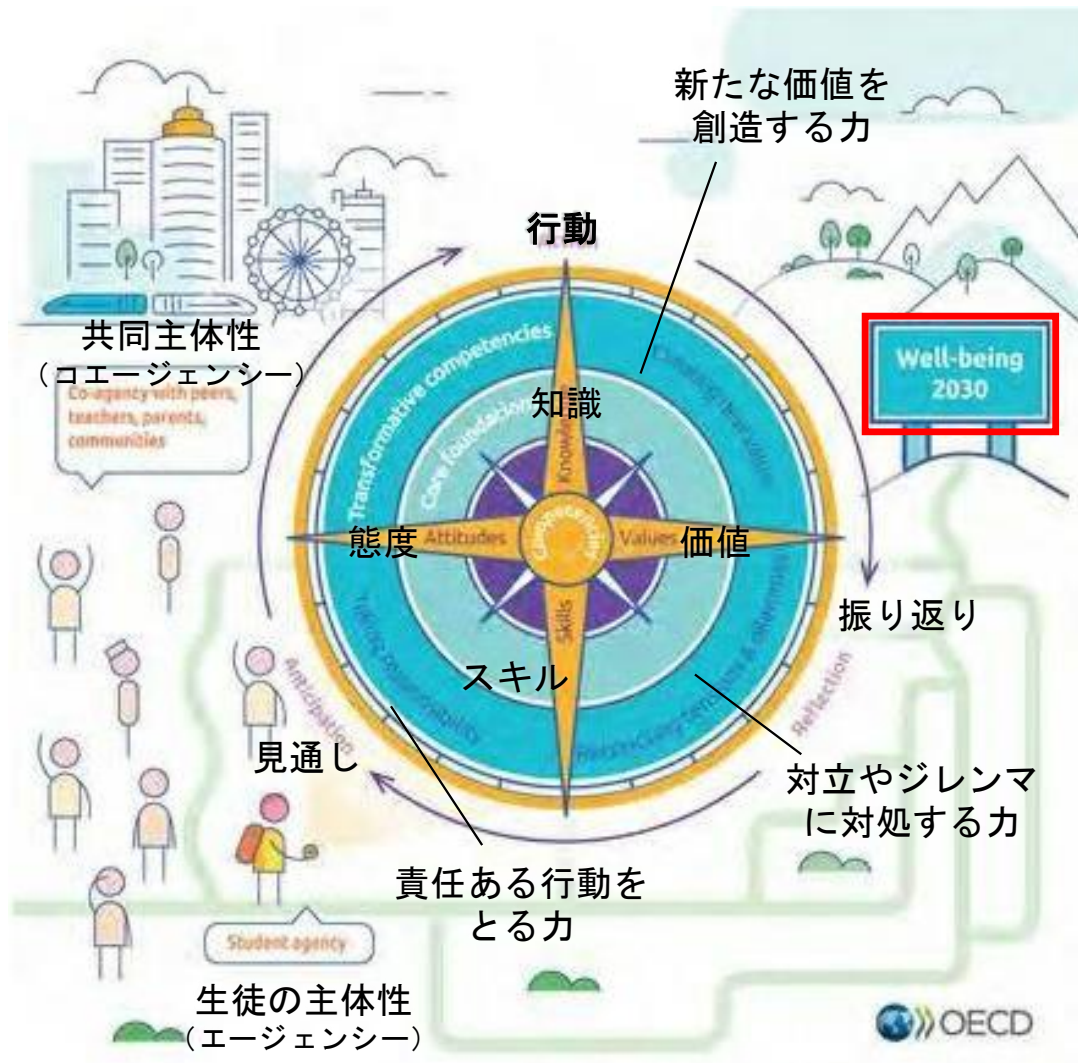 新たな価値を
創造する力
行動
共同主体性
（コエージェンシー）
Co-agency with peers,
teachers, parents,
communities
Well-being
2030
Transformative competencies
Core foundations
知識
Competencies
態度
Attitudes
Values
価値
Skills
スキル
振り返り
Reflection
Anticipation
見通し
Taking responsibility
対立やジレンマ
に対処する力
責任ある行動を
とる力
Student agency
生徒の主体性
（エージェンシー）
OECD